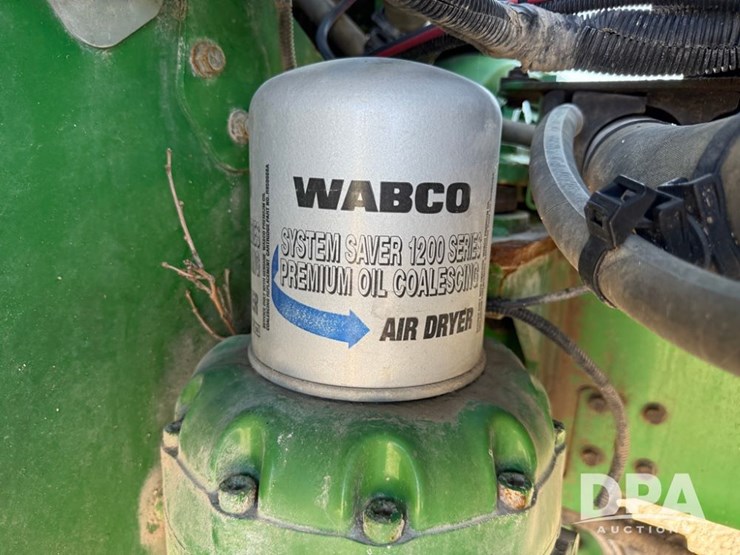 WABCO
SYSTEM SAVER 1200 SERIES
PREMIUM OIL COALESCING
AIR DRYER
DPA
AUCTIONS